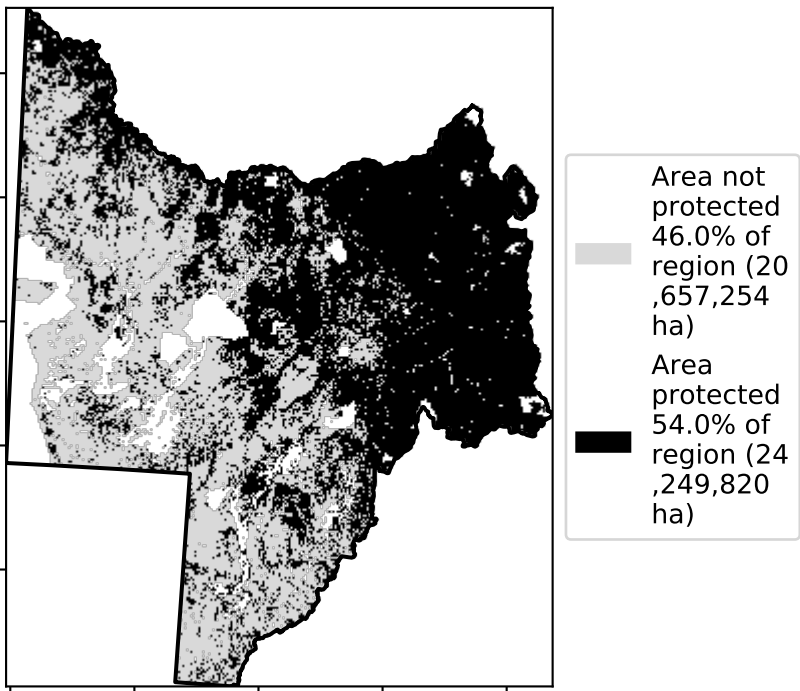 Area not
protected
46.0% of
region (20
,657,254
ha)
Area
protected
54.0% of
region (24
,249,820
ha)